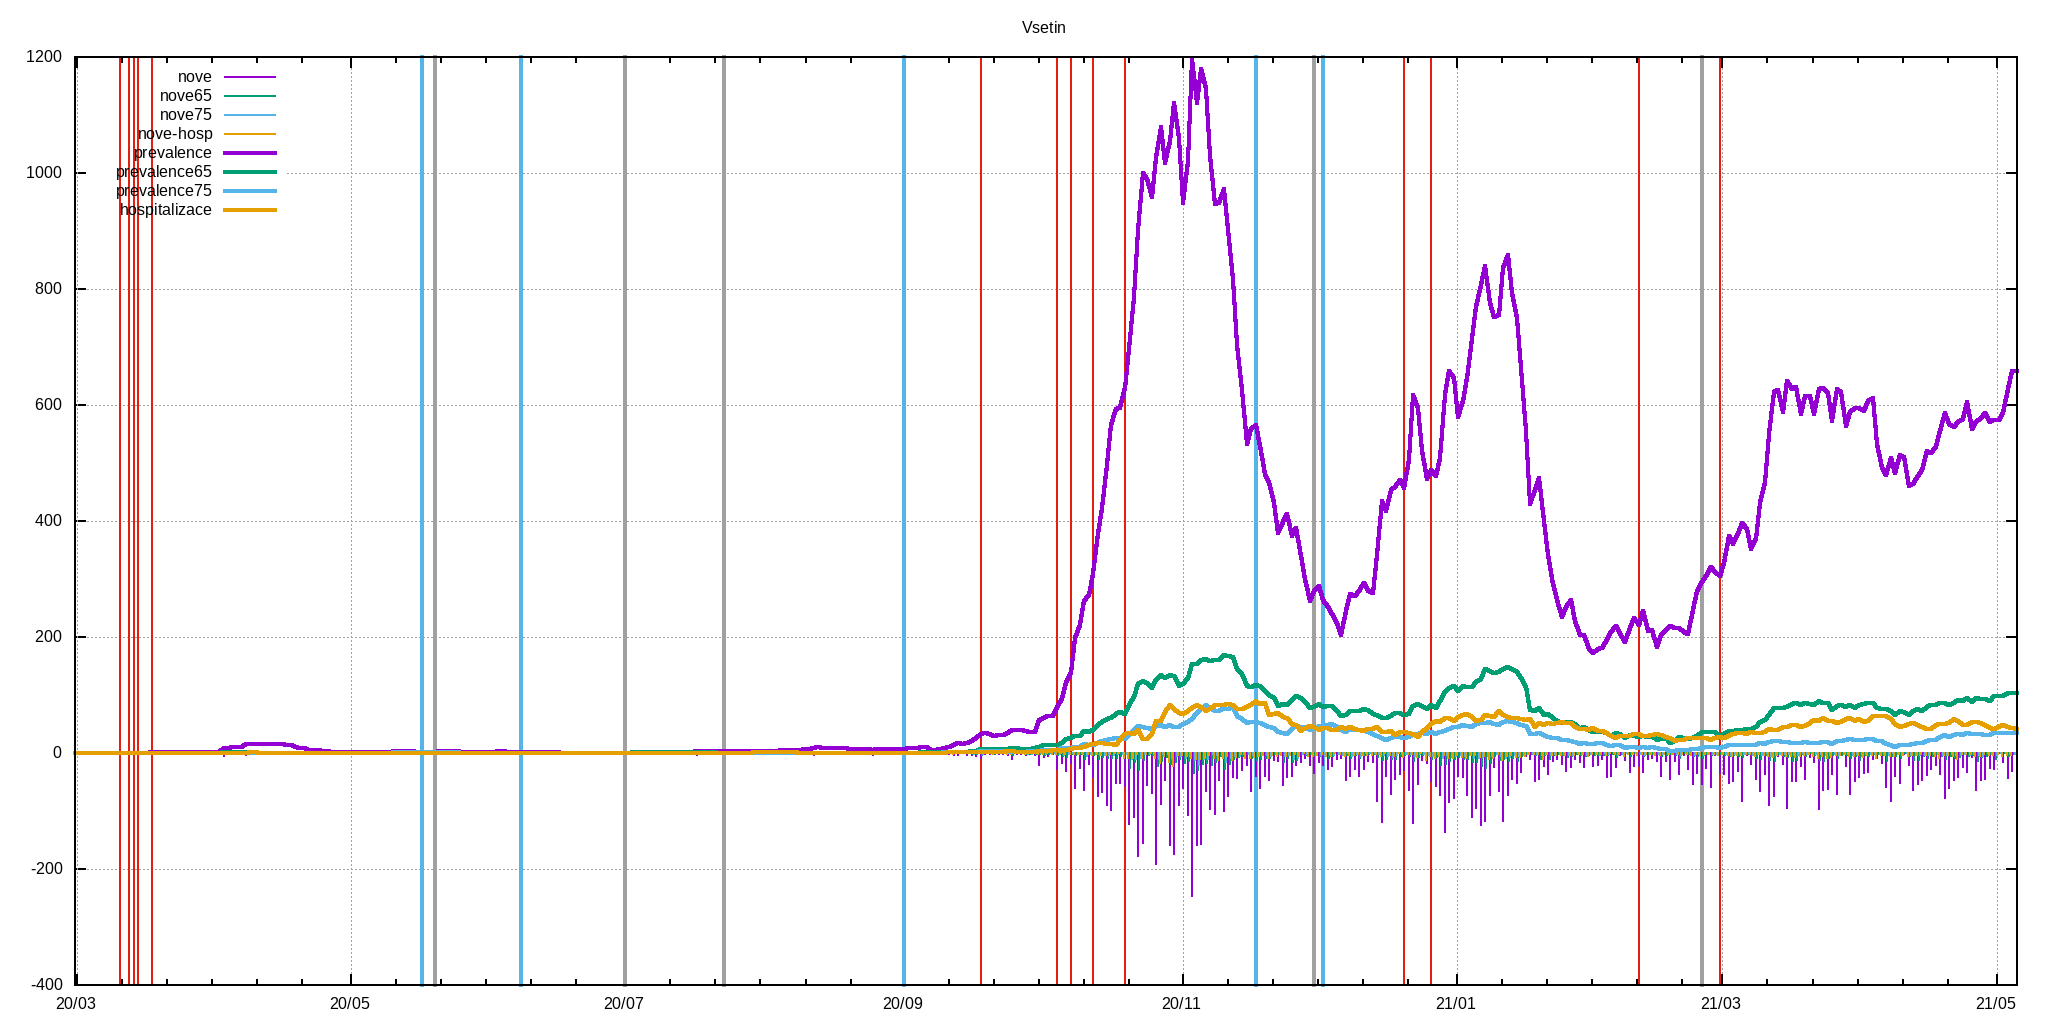 Vsetin
1200
1000
800
600
400
200
0
-200
-400
nove
nove65
nove75
nove-hosp
prevalence
prevalence65
prevalence75
hospitalizace
20/03
20/05
20/07
20/09
20/11
21/01
21/03
21/05